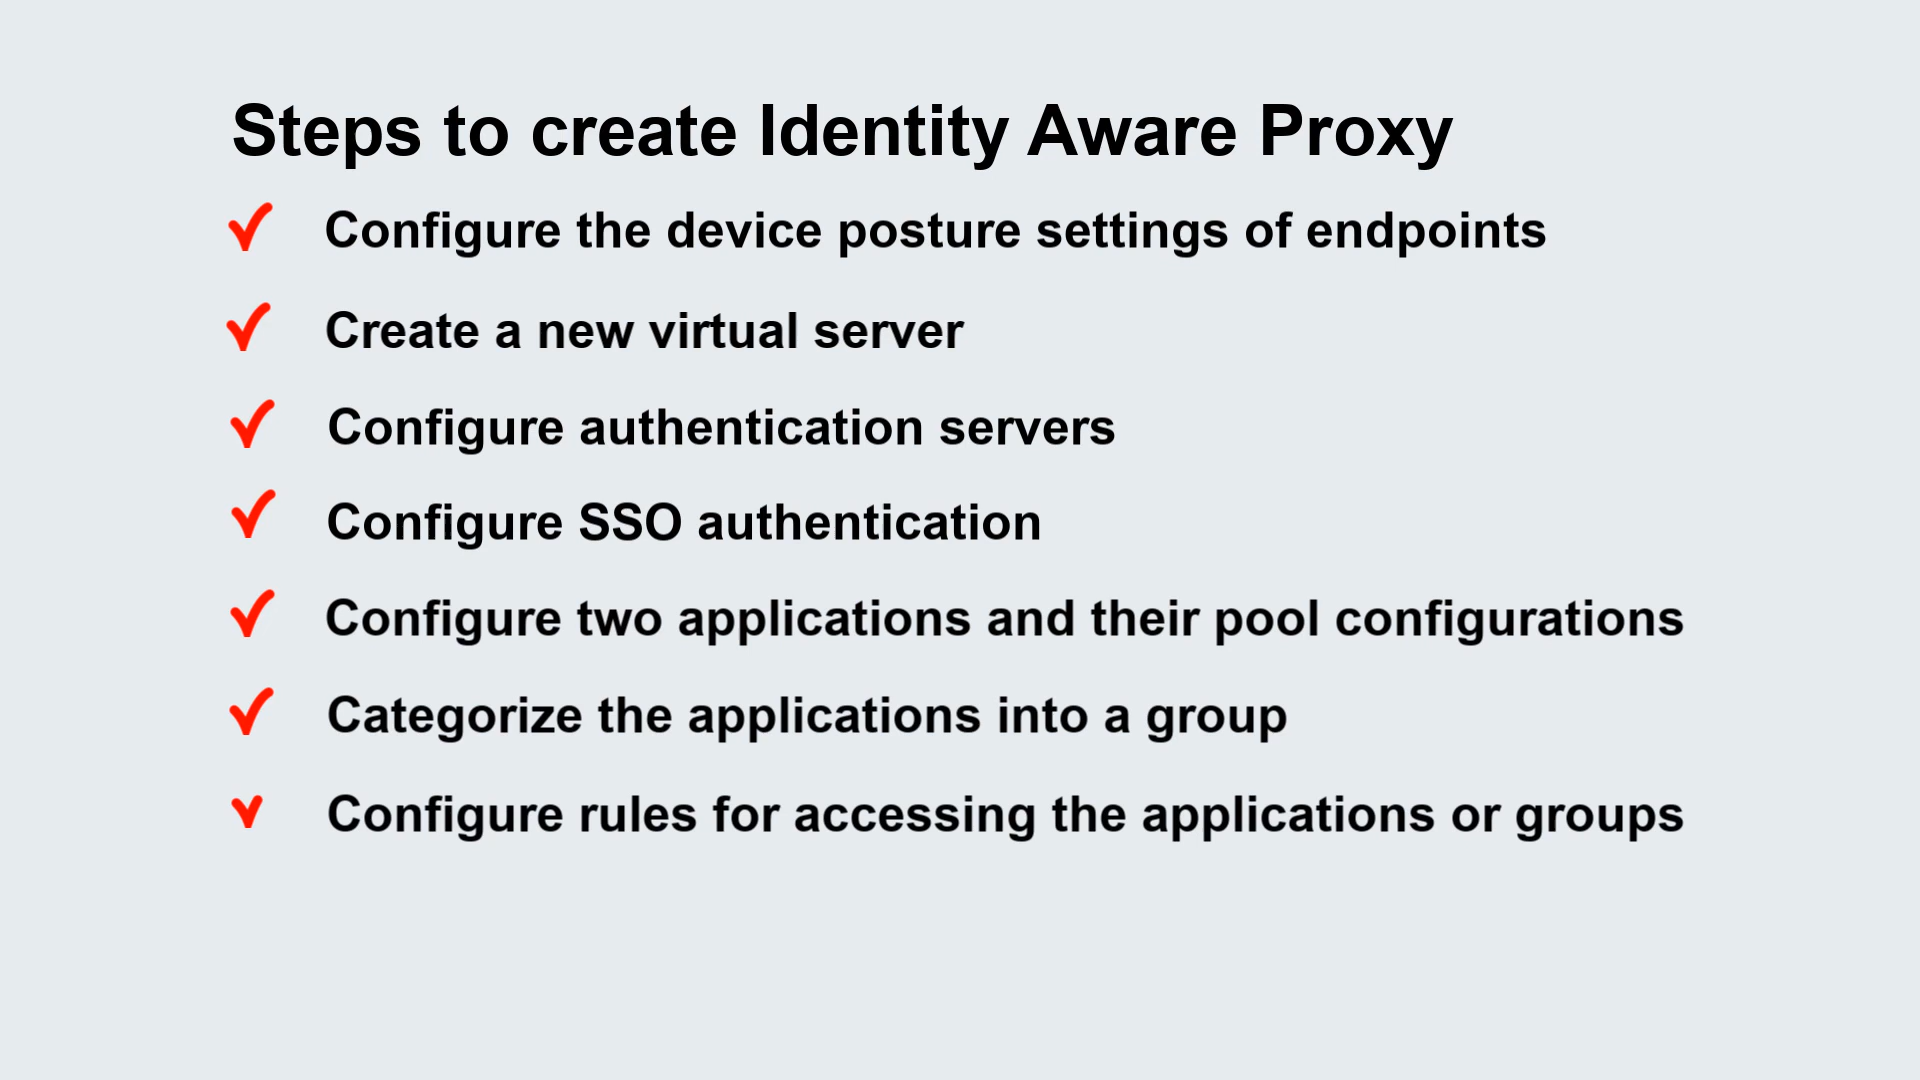 Steps to create Identity Aware Proxy
Configure the device posture settings of endpoints
Create a new virtual server
Configure authentication servers
Configure SSO authentication
Configure two applications and their pool configurations
Categorize the applications into a group
Configure rules for accessing the applications or groups